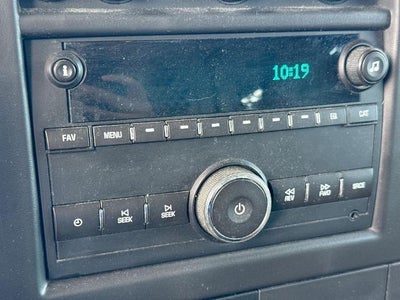 10:19
FAV MENU EQ CAT
SEEK SEEK REV FWD